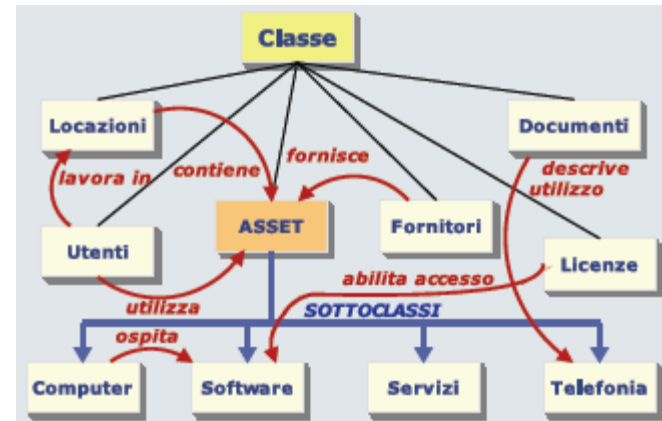 Classe
Locazioni
Documenti
lavora in
contiene
fornisce
descrive
utilizzo
Utenti
ASSET
Fornitori
Licenze
abilita accesso
utilizza
SOTTOCLASSI
ospita
Computer
Software
Servizi
Telefonia